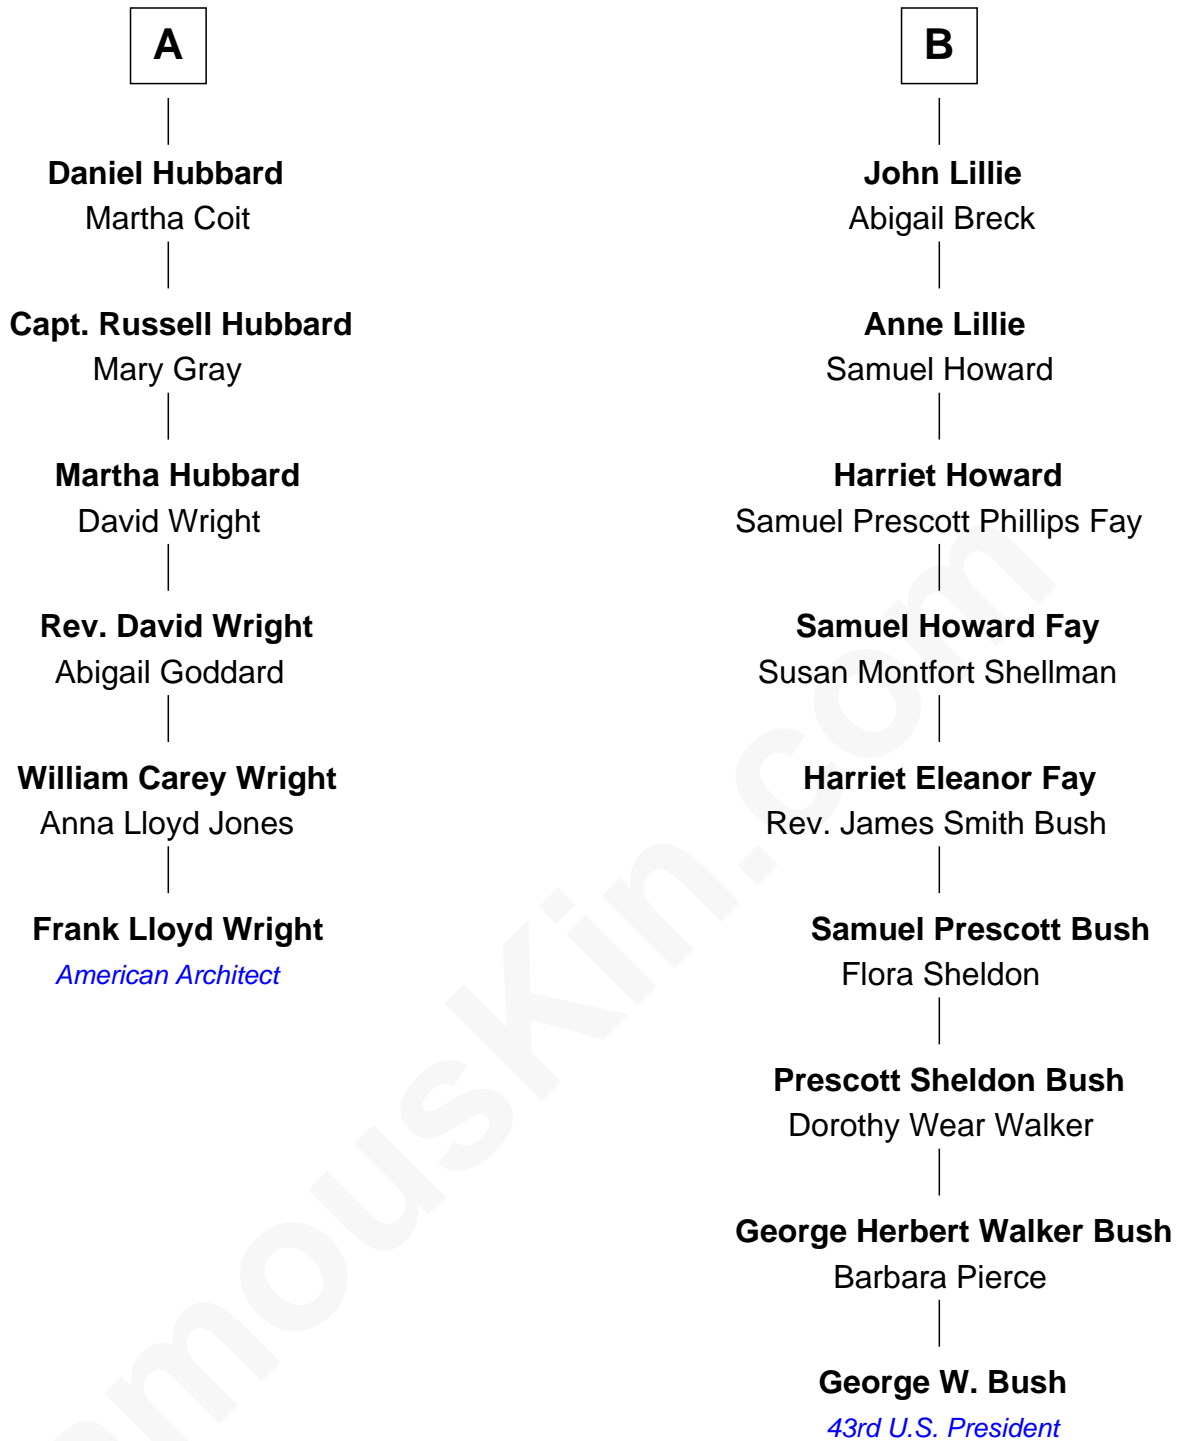 A
Daniel Hubbard
Martha Coit
Capt. Russell Hubbard
Mary Gray
Martha Hubbard
David Wright
Rev. David Wright
Abigail Goddard
William Carey Wright
Anna Lloyd Jones
Frank Lloyd Wright
American Architect
B
John Lillie
Abigail Breck
Anne Lillie
Samuel Howard
Harriet Howard
Samuel Prescott Phillips Fay
Samuel Howard Fay
Susan Montfort Shellman
Harriet Eleanor Fay
Rev. James Smith Bush
Samuel Prescott Bush
Flora Sheldon
Prescott Sheldon Bush
Dorothy Wear Walker
George Herbert Walker Bush
Barbara Pierce
George W. Bush
43rd U.S. President
amouskin.com